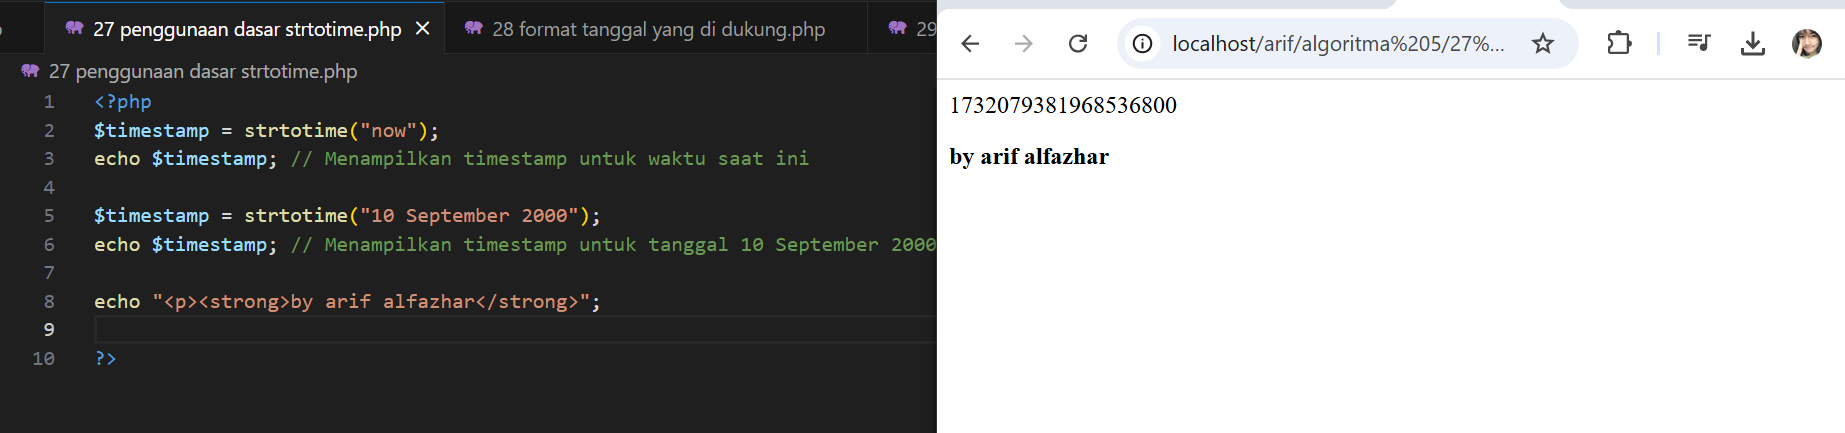 27 penggunaan dasar strtotime.php
28 format tanggal yang di dukung.php
29
27 penggunaan dasar strtotime.php
1 <?php
2 $timestamp = strtotime("now");
3 echo $timestamp; // Menampilkan timestamp untuk waktu saat ini
4
5 $timestamp = strtotime("10 September 2000");
6 echo $timestamp; // Menampilkan timestamp untuk tanggal 10 September 2000
7
8 echo "<p><strong>by arif alfazhar</strong>";
9
10 ?>
localhost/arif/algoritma%205/27%...
1732079381968536800
by arif alfazhar